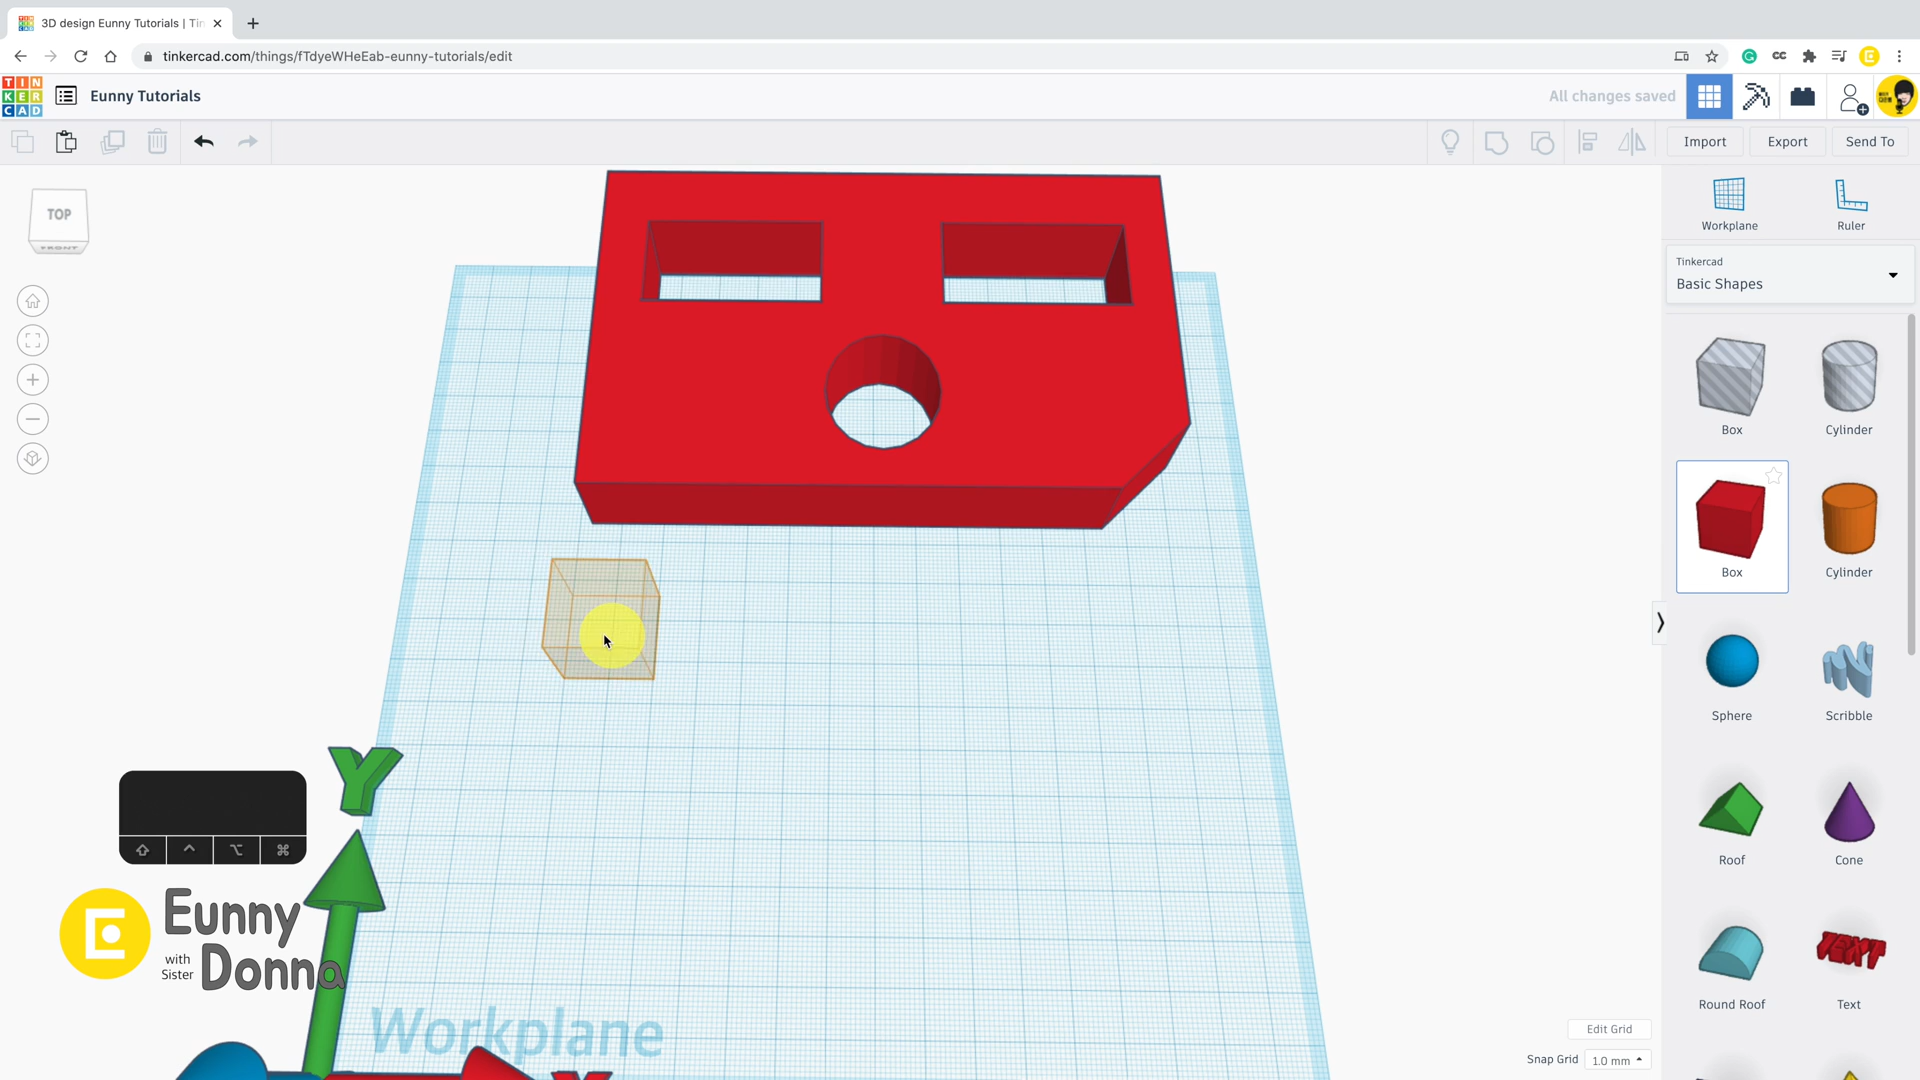 3D design Eunny Tutorials | Tin
tinkercad.com/things/fTdyeWHeEab-eunny-tutorials/edit
TIN
KER
CAD
Eunny Tutorials
All changes saved
Import
Export
Send To
TOP
FRONT
Workplane
Ruler
Tinkercad
Basic Shapes
Box
Cylinder
Box
Cylinder
Sphere
Scribble
Roof
Cone
Round Roof
TEXT
Text
Y
Eunny
with
Sister
Donna
Workplane
X
Edit Grid
Snap Grid
1.0 mm